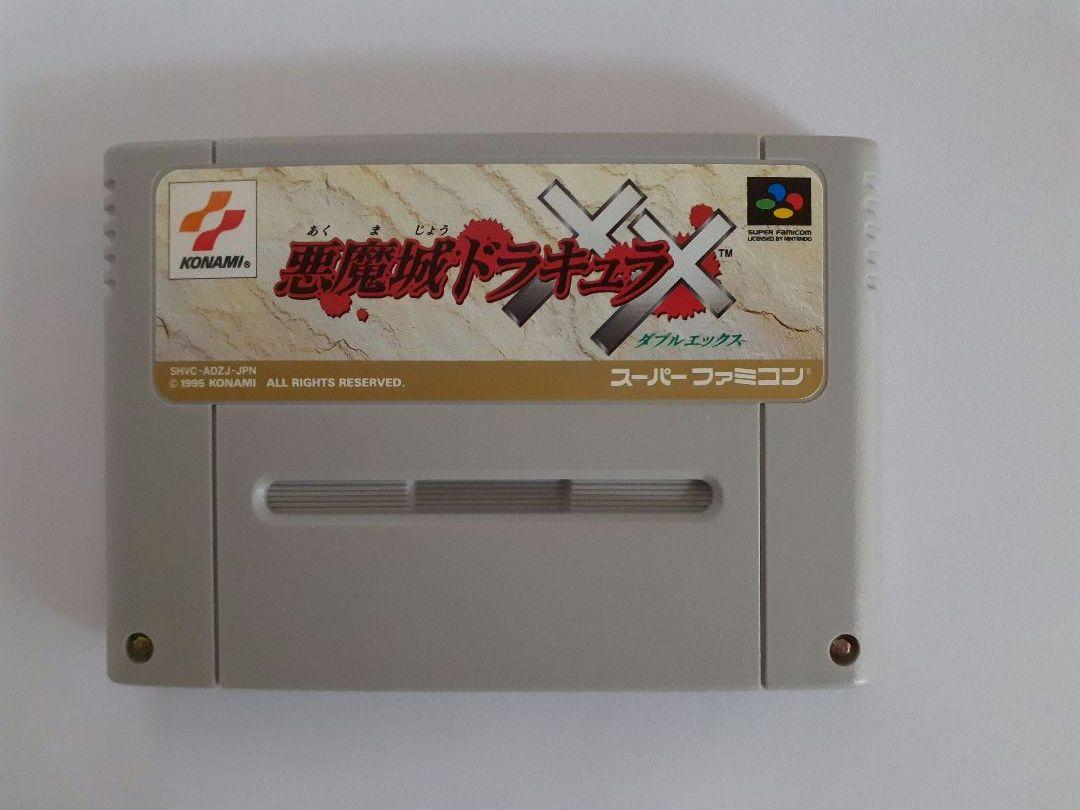 KONAMI®
あくまじょう
悪魔城ドラキュラXX™
ダブルエックス
SUPER FAMICOM
LICENSED BY NINTENDO
SHVC-ADZJ-JPN
© 1995 KONAMI ALL RIGHTS RESERVED.
スーパーファミコン®